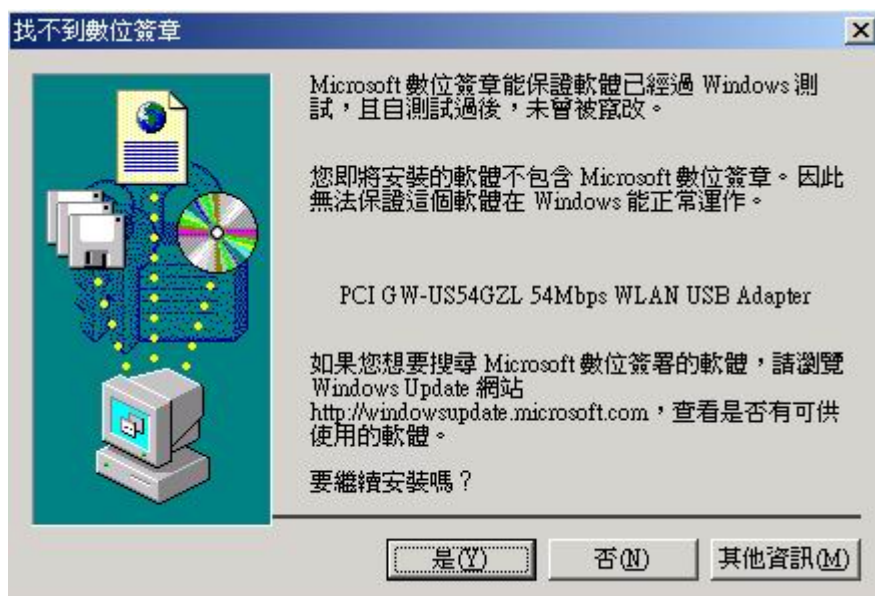 找不到數位簽章
Microsoft 數位簽章能保證軟體已經過 Windows 測
試，且自測試過後，未曾被竄改。
您即將安裝的軟體不包含 Microsoft 數位簽章。因此
無法保證這個軟體在 Windows 能正常運作。
PCI GW-US54GZL 54Mbps WLAN USB Adapter
如果您想要搜尋 Microsoft 數位簽署的軟體，請瀏覽
Windows Update 網站
http://windowsupdate.microsoft.com，查看是否有可供
使用的軟體。
要繼續安裝嗎？
是(Y) 否(N) 其他資訊(M)